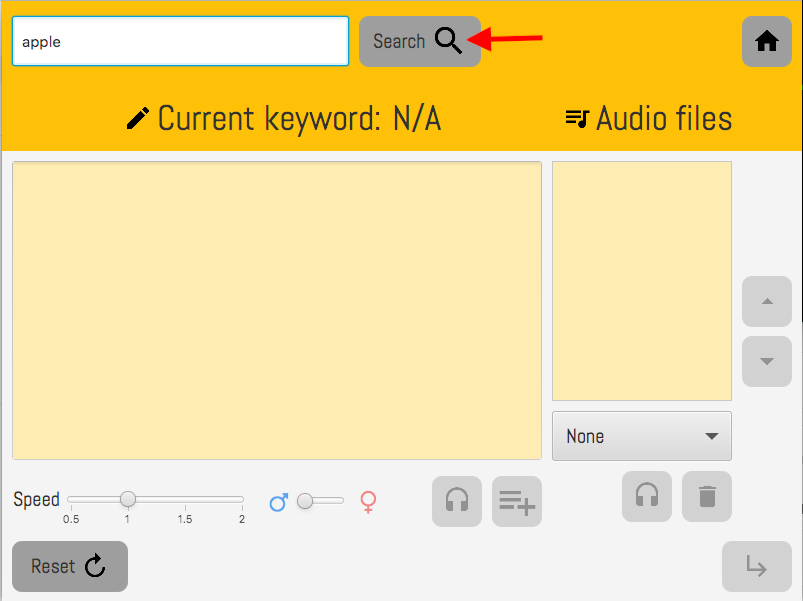 apple
Search
Current keyword: N/A
Audio files
None
Speed
0.5 1 1.5 2
Reset